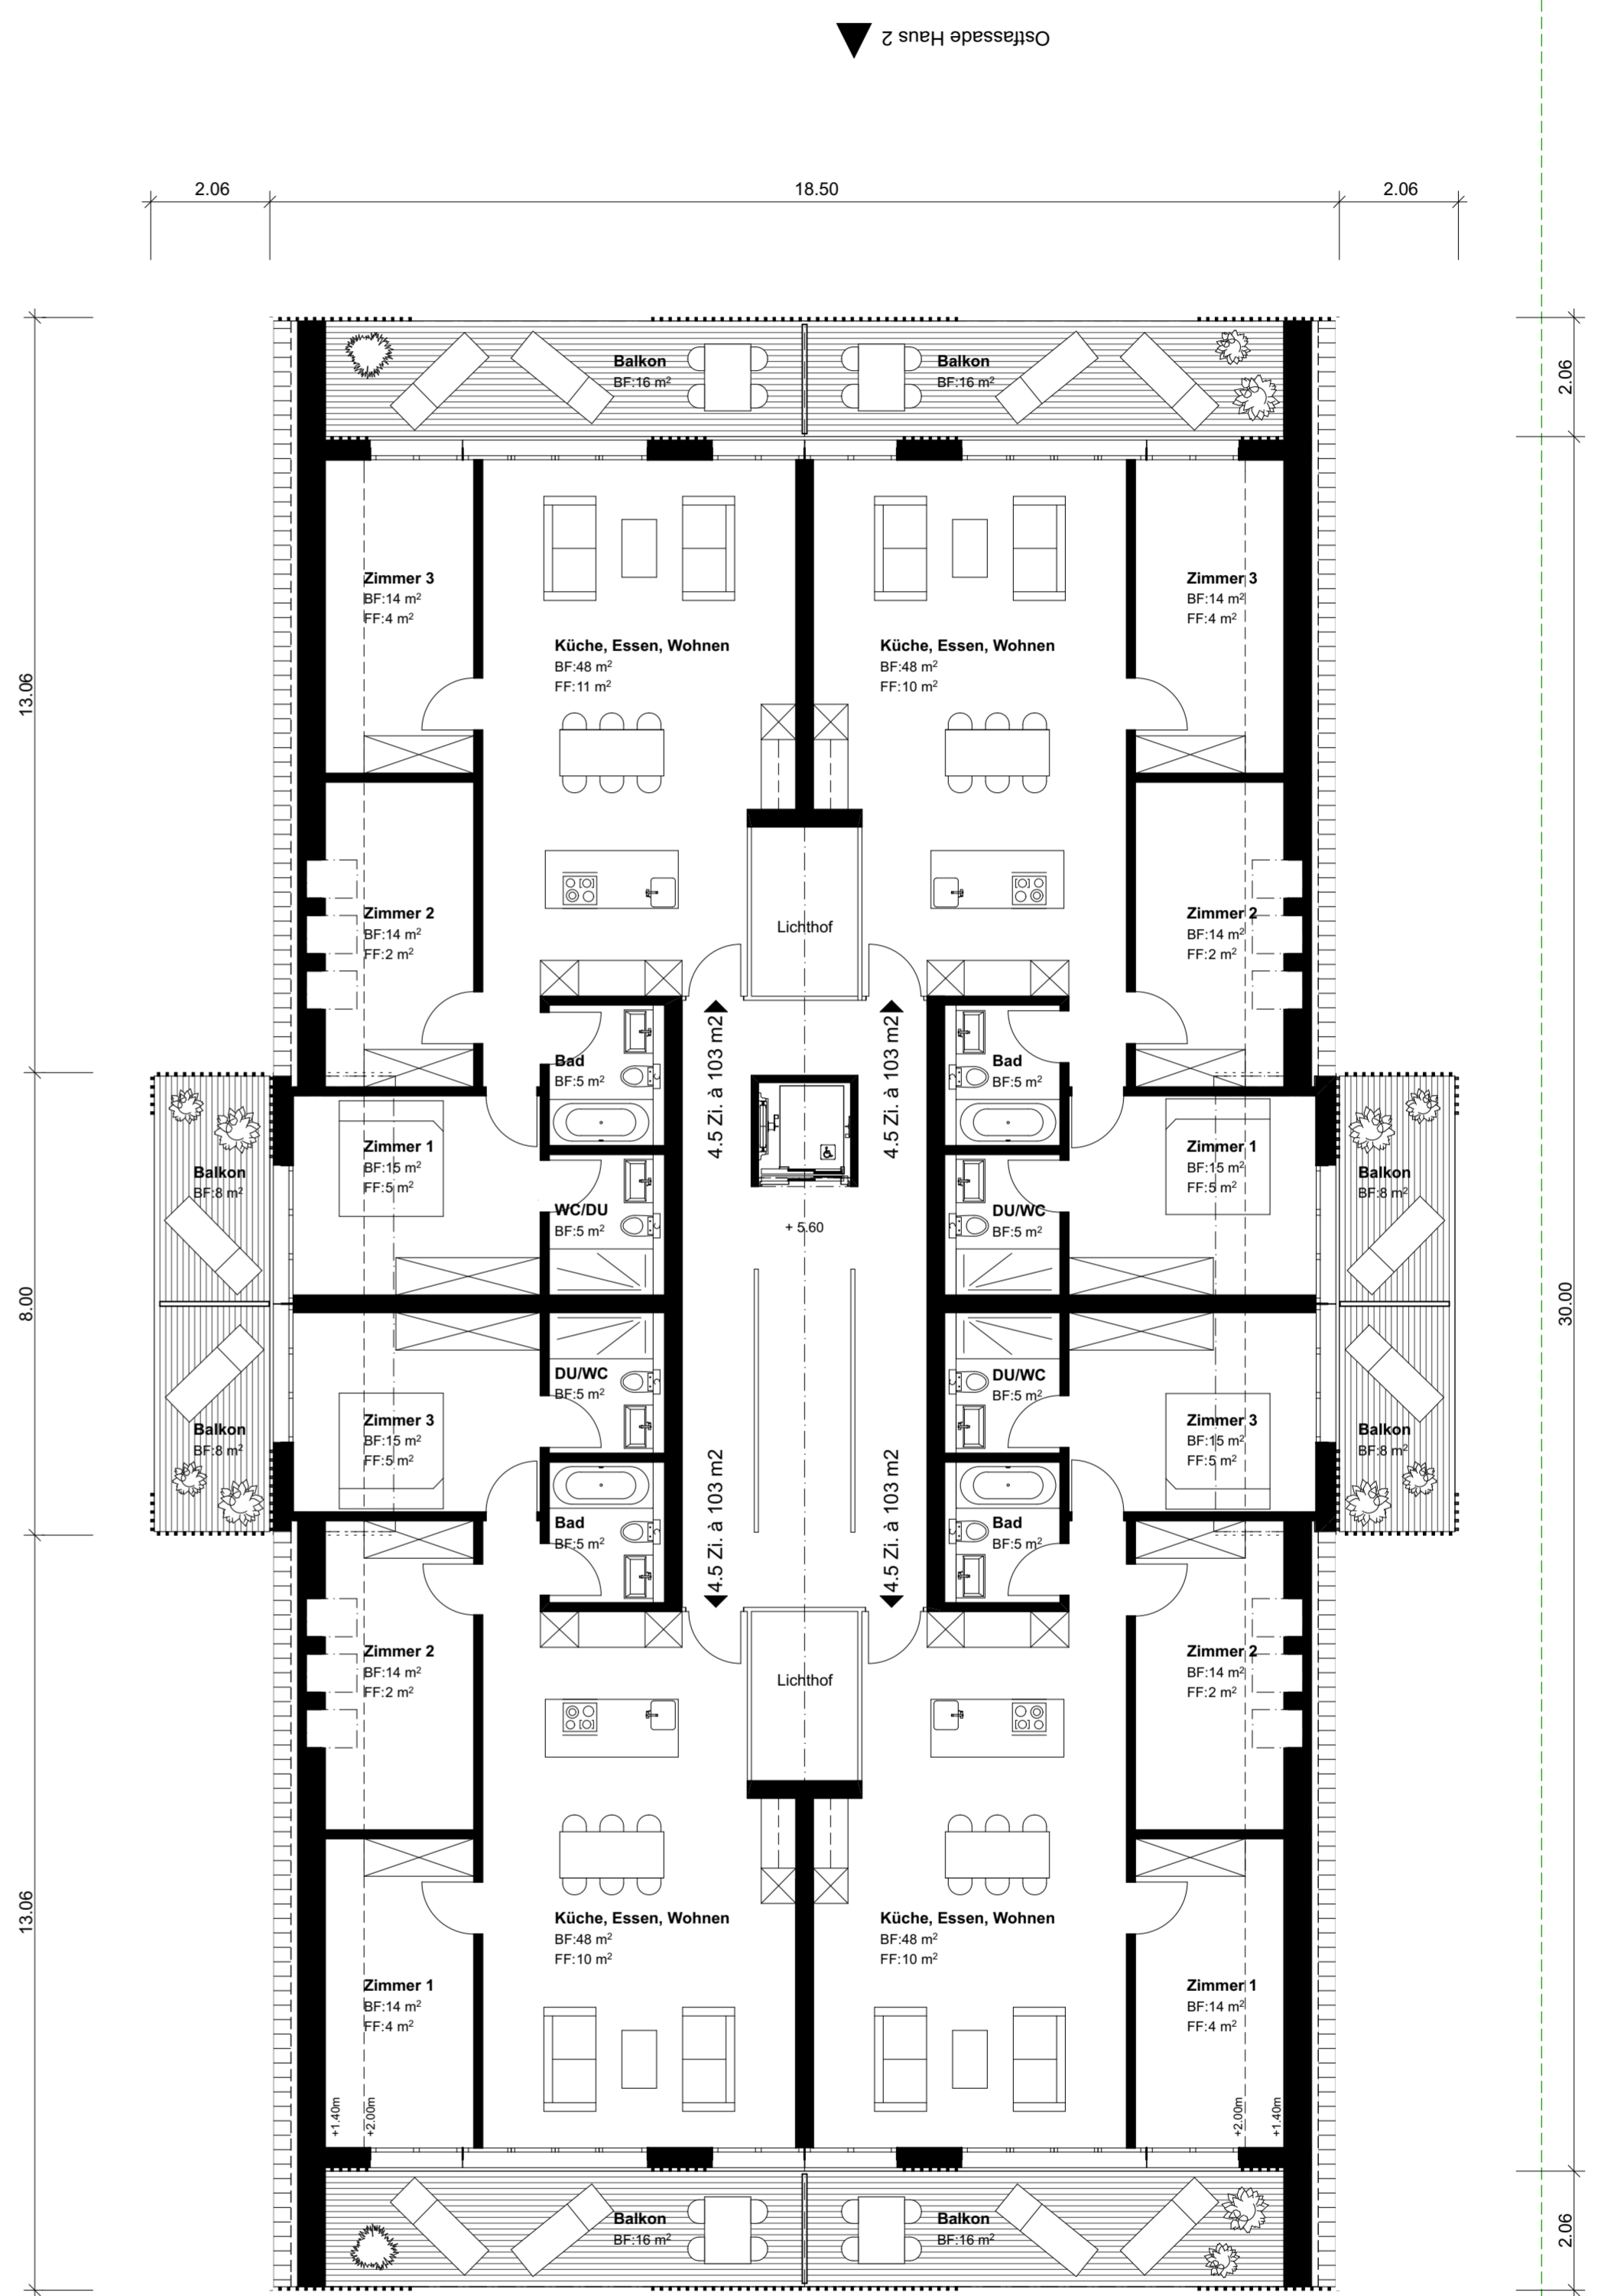 Ostfassade Haus 2
2.06
18.50
2.06
2.06
13.06
8.00
13.06
30.00
2.06
Balkon
BF:16 m²
Balkon
BF:16 m²
Zimmer 3
BF:14 m²
FF:4 m²
Küche, Essen, Wohnen
BF:48 m²
FF:11 m²
Küche, Essen, Wohnen
BF:48 m²
FF:10 m²
Zimmer 3
BF:14 m²
FF:4 m²
Zimmer 2
BF:14 m²
FF:2 m²
Lichthof
Zimmer 2
BF:14 m²
FF:2 m²
Bad
BF:5 m²
4.5 Zi. à 103 m2
4.5 Zi. à 103 m2
Bad
BF:5 m²
Balkon
BF:8 m²
Zimmer 1
BF:15 m²
FF:5 m²
WC/DU
BF:5 m²
+ 5.60
DU/WC
BF:5 m²
Zimmer 1
BF:15 m²
FF:5 m²
Balkon
BF:8 m²
Balkon
BF:8 m²
Zimmer 3
BF:15 m²
FF:5 m²
DU/WC
BF:5 m²
DU/WC
BF:5 m²
Zimmer 3
BF:15 m²
FF:5 m²
Balkon
BF:8 m²
Bad
BF:5 m²
4.5 Zi. à 103 m2
4.5 Zi. à 103 m2
Bad
BF:5 m²
Zimmer 2
BF:14 m²
FF:2 m²
Lichthof
Zimmer 2
BF:14 m²
FF:2 m²
Küche, Essen, Wohnen
BF:48 m²
FF:10 m²
Küche, Essen, Wohnen
BF:48 m²
FF:10 m²
Zimmer 1
BF:14 m²
FF:4 m²
Zimmer 1
BF:14 m²
FF:4 m²
+1.40m
+2.00m
+2.00m
+1.40m
Balkon
BF:16 m²
Balkon
BF:16 m²